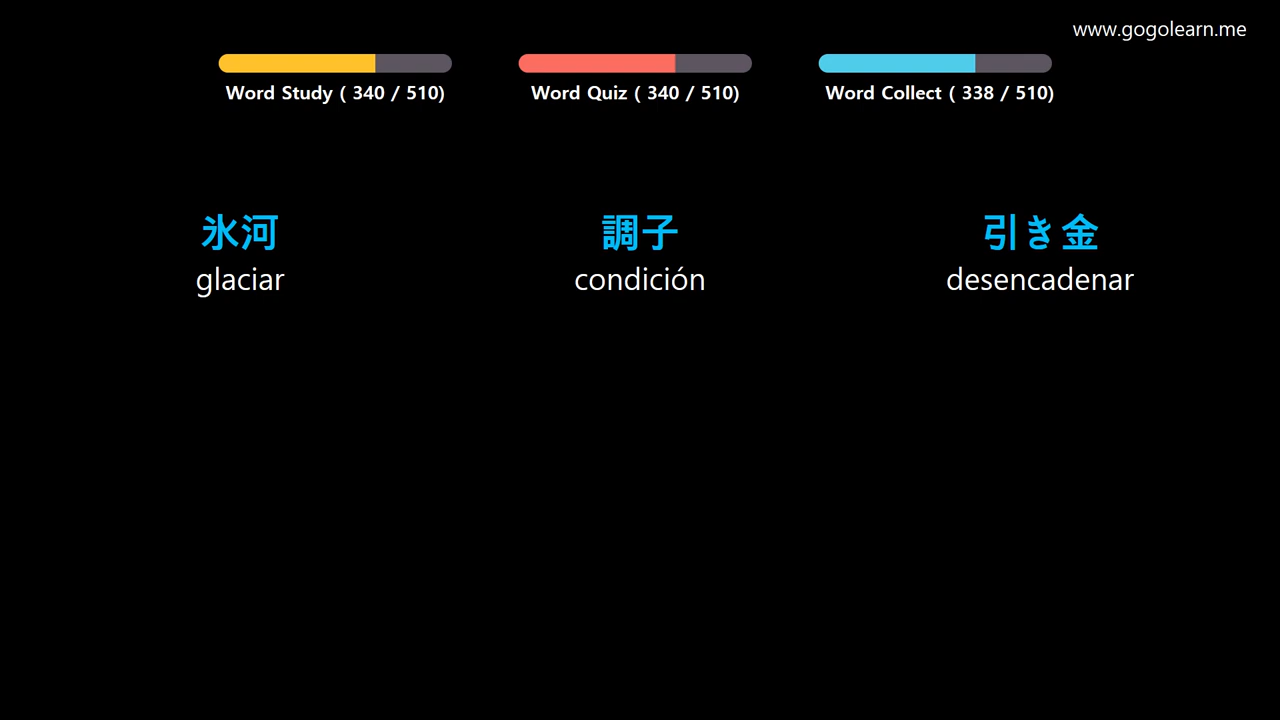 www.gogolearn.me
Word Study ( 340 / 510)
Word Quiz ( 340 / 510)
Word Collect ( 338 / 510)
氷河
glaciar
調子
condición
引き金
desencadenar